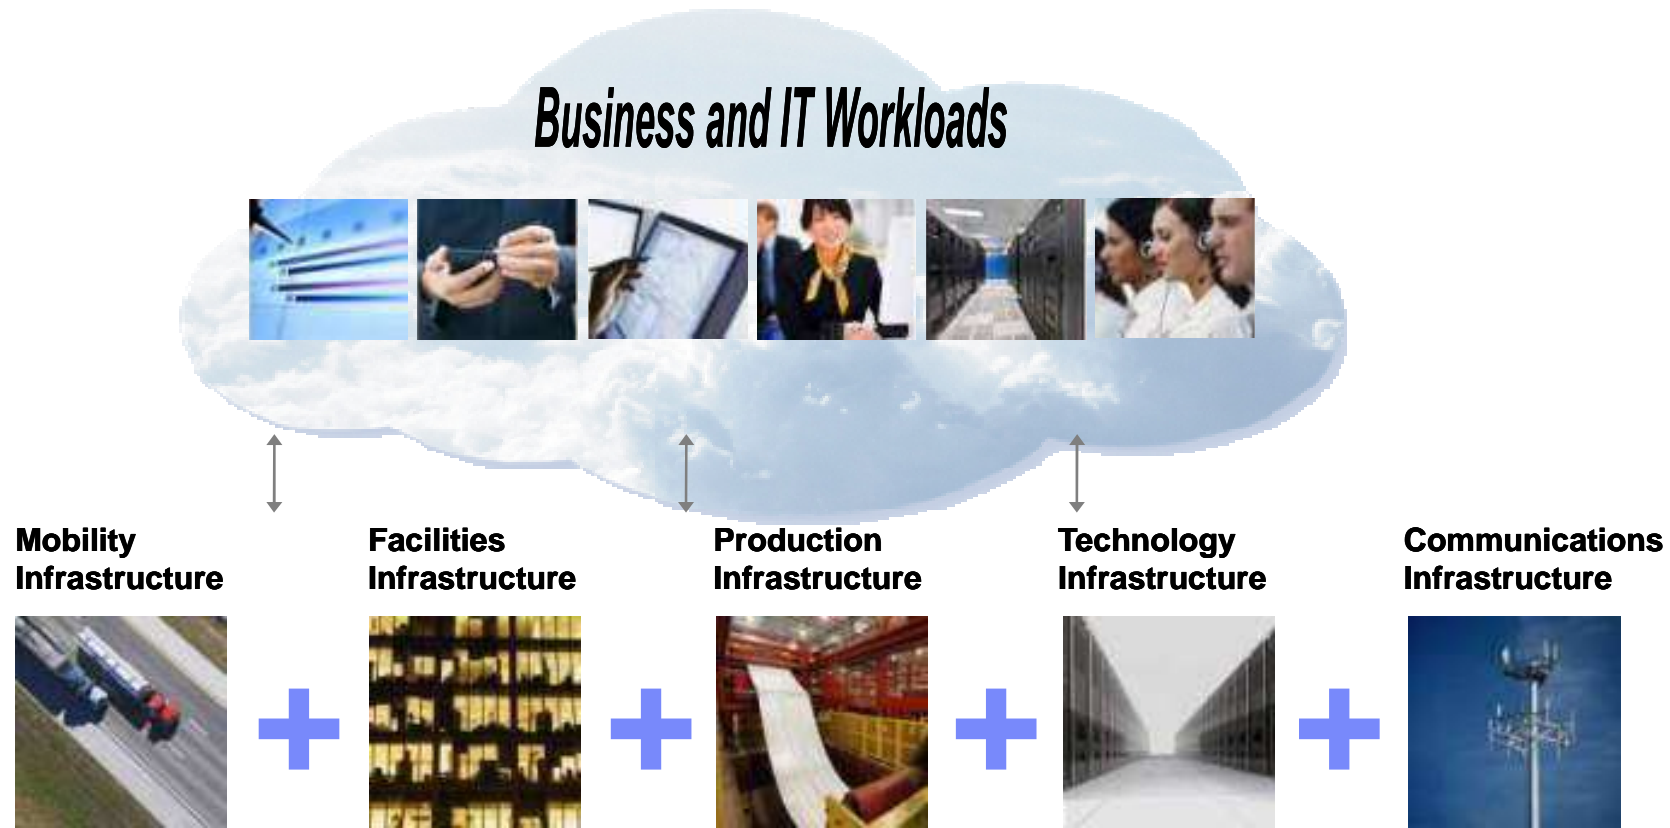 Business and IT Workloads
Mobility
Infrastructure
Facilities
Infrastructure
Production
Infrastructure
Technology
Infrastructure
Communications
Infrastructure